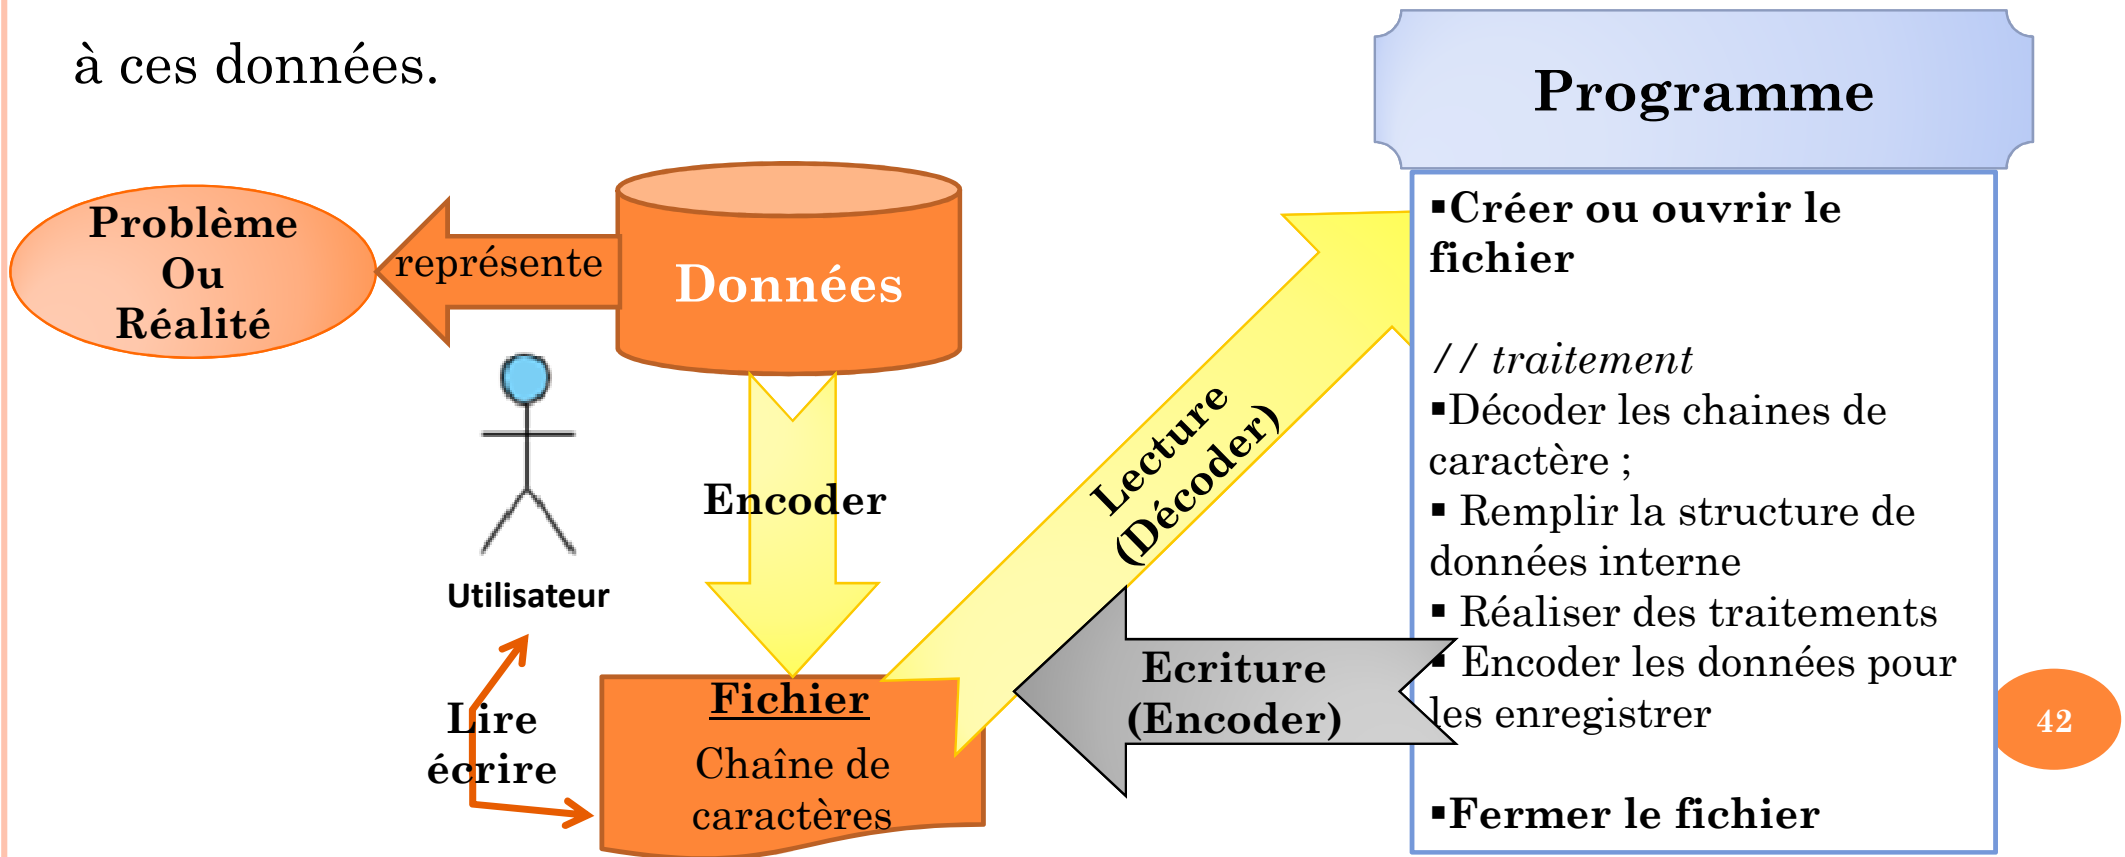 à ces données.
Programme
Problème
Ou
Réalité
représente
Données
▪Créer ou ouvrir le
fichier
// traitement
▪Décoder les chaines de
caractère ;
▪ Remplir la structure de
données interne
▪ Réaliser des traitements
▪ Encoder les données pour
les enregistrer
▪Fermer le fichier
Encoder
Lecture
(Décoder)
Utilisateur
Lire
écrire
Fichier
Chaîne de
caractères
Ecriture
(Encoder)
42